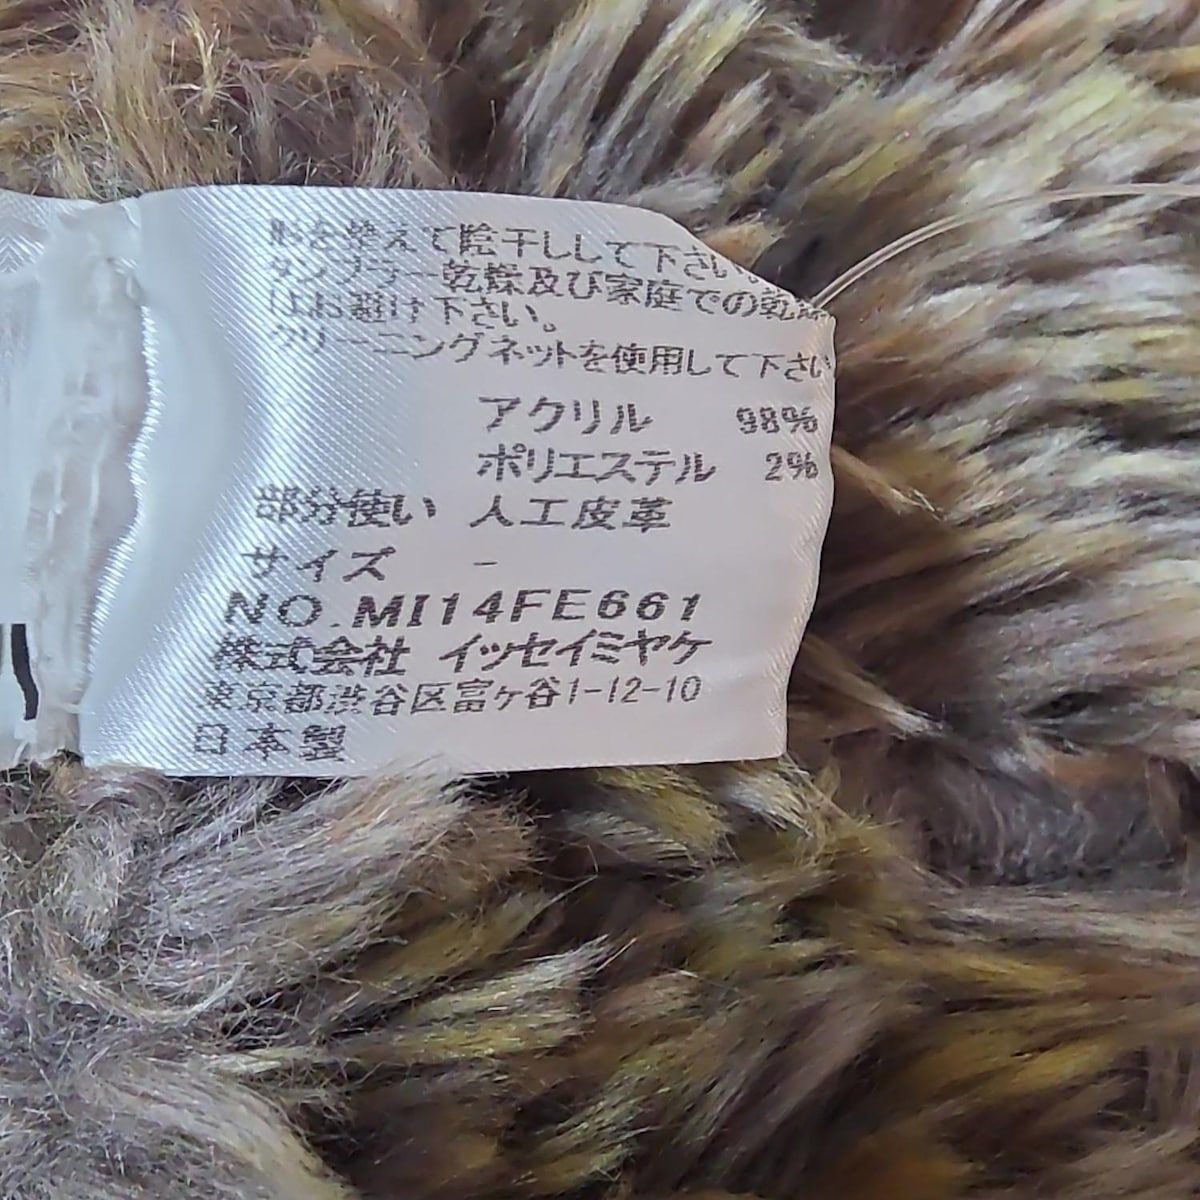 形を整えて陰干しして下さい。
タンブラー乾燥及び家庭での乾燥
はお避け下さい。
クリーニングネットを使用して下さい
アクリル 98%
ポリエステル 2%
部分使い 人工皮革
サイズ -
NO.MI14FE661
株式会社 イッセイミヤケ
東京都渋谷区富ヶ谷1-12-10
日本製